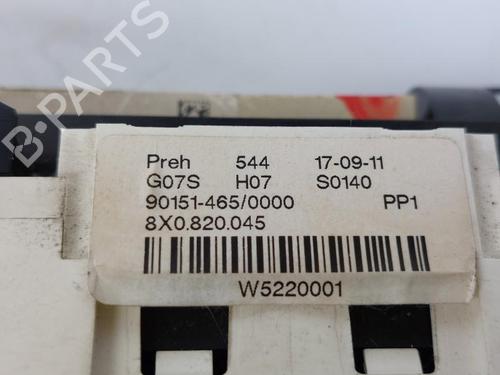 Preh 544 17-09-11
G07S H07 S0140
90151-465/0000 PP1
8X0.820.045
W5220001
B-PARTS